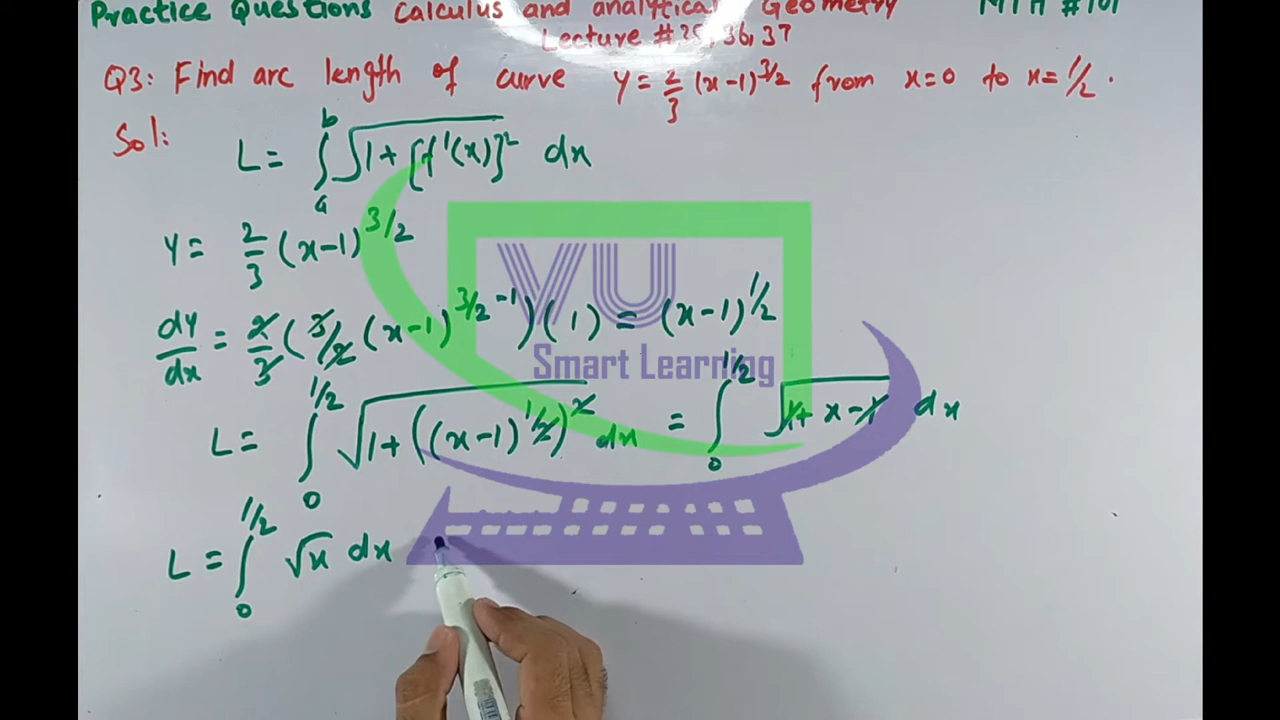 Practice Questions Calculus and analytical Geometry MTH #101
Lecture #35, 36, 37
Q3: Find arc length of curve y = 2/3 (x-1)^3/2 from x=0 to x=1/2.
Sol: L = ∫_a^b √(1+[f'(x)]²) dx
y = 2/3 (x-1)^3/2
dy/dx = 2/3 (3/2 (x-1)^(3/2 -1)) (1) = (x-1)^1/2
L = ∫_0^1/2 √(1+((x-1)^1/2)^2) dx = ∫_0^1/2 √(1+x-1) dx
L = ∫_0^1/2 √x dx
VU
Smart Learning